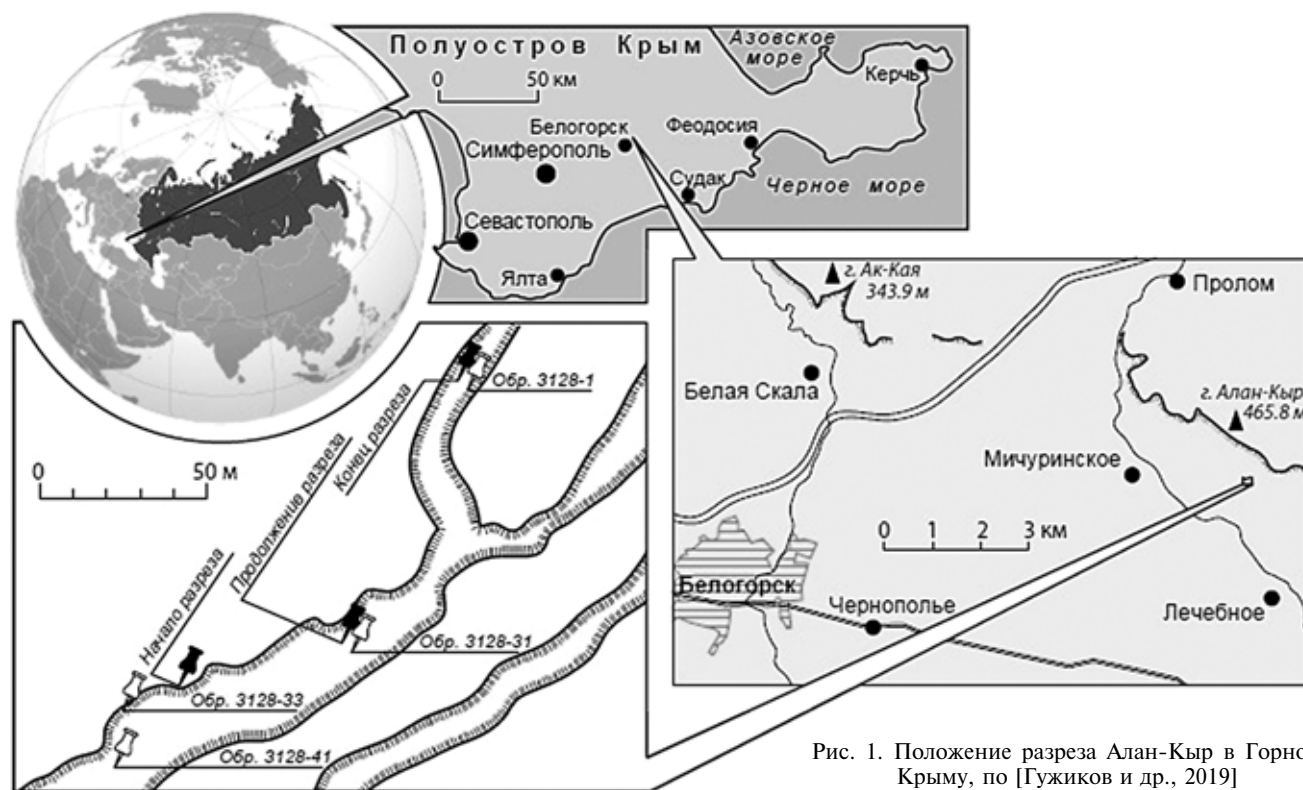 Полуостров Крым
Азовское
море
Керчь
0 50 км
Белогорск
Феодосия
Симферополь
Судак
Черное море
Севастополь
Ялта
г. Ак-Кая
343.9 м
Пролом
Белая Скала
г. Алан-Кыр
465.8 м
Мичуринское
0 1 2 3 км
Белогорск
Чернополье
Лечебное
Обр. 3128-1
Конец разреза
Продолжение разреза
Начало разреза
0 50 м
Обр. 3128-31
Обр. 3128-33
Обр. 3128-41
Рис. 1. Положение разреза Алан-Кыр в Горно
Крыму, по [Гужиков и др., 2019]